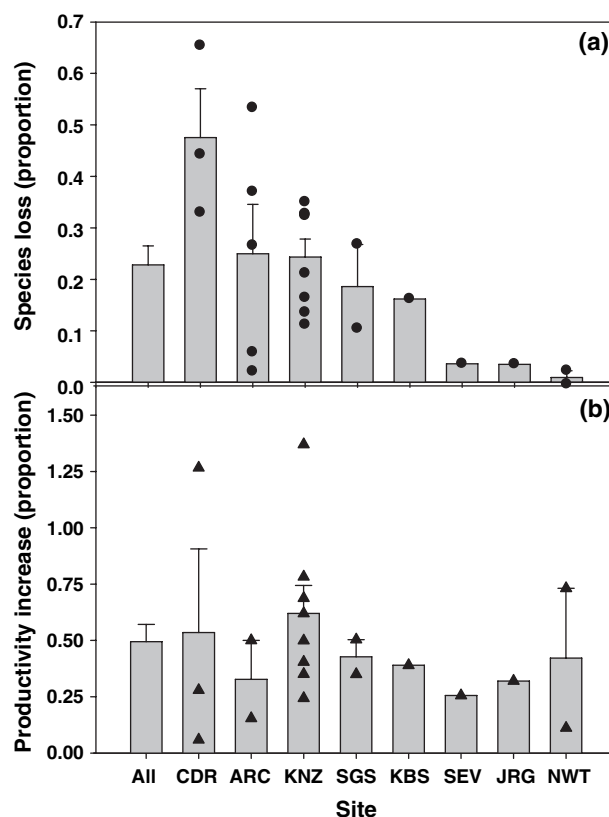 (a)
Species loss (proportion)
0.7
0.6
0.5
0.4
0.3
0.2
0.1
0.0
(b)
Productivity increase (proportion)
1.50
1.25
1.00
0.75
0.50
0.25
0.00
All CDR ARC KNZ SGS KBS SEV JRG NWT
Site